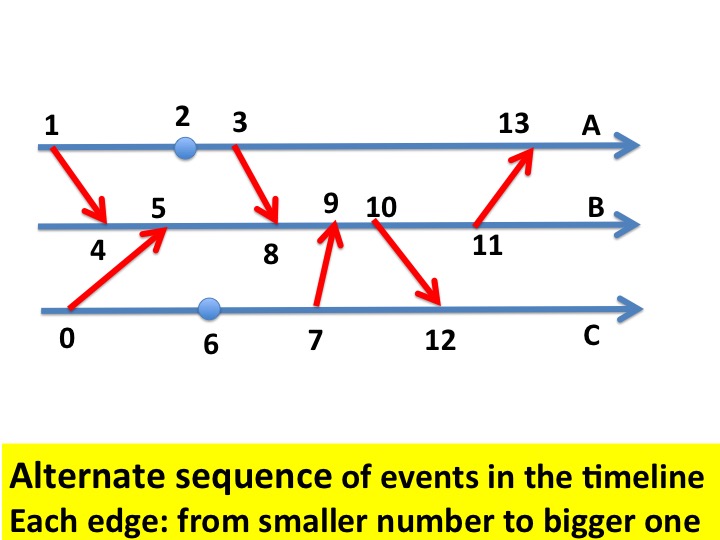 1 2 3 13 A
5 9 10 B
4 8 11
0 6 7 12 C
Alternate sequence of events in the timeline
Each edge: from smaller number to bigger one